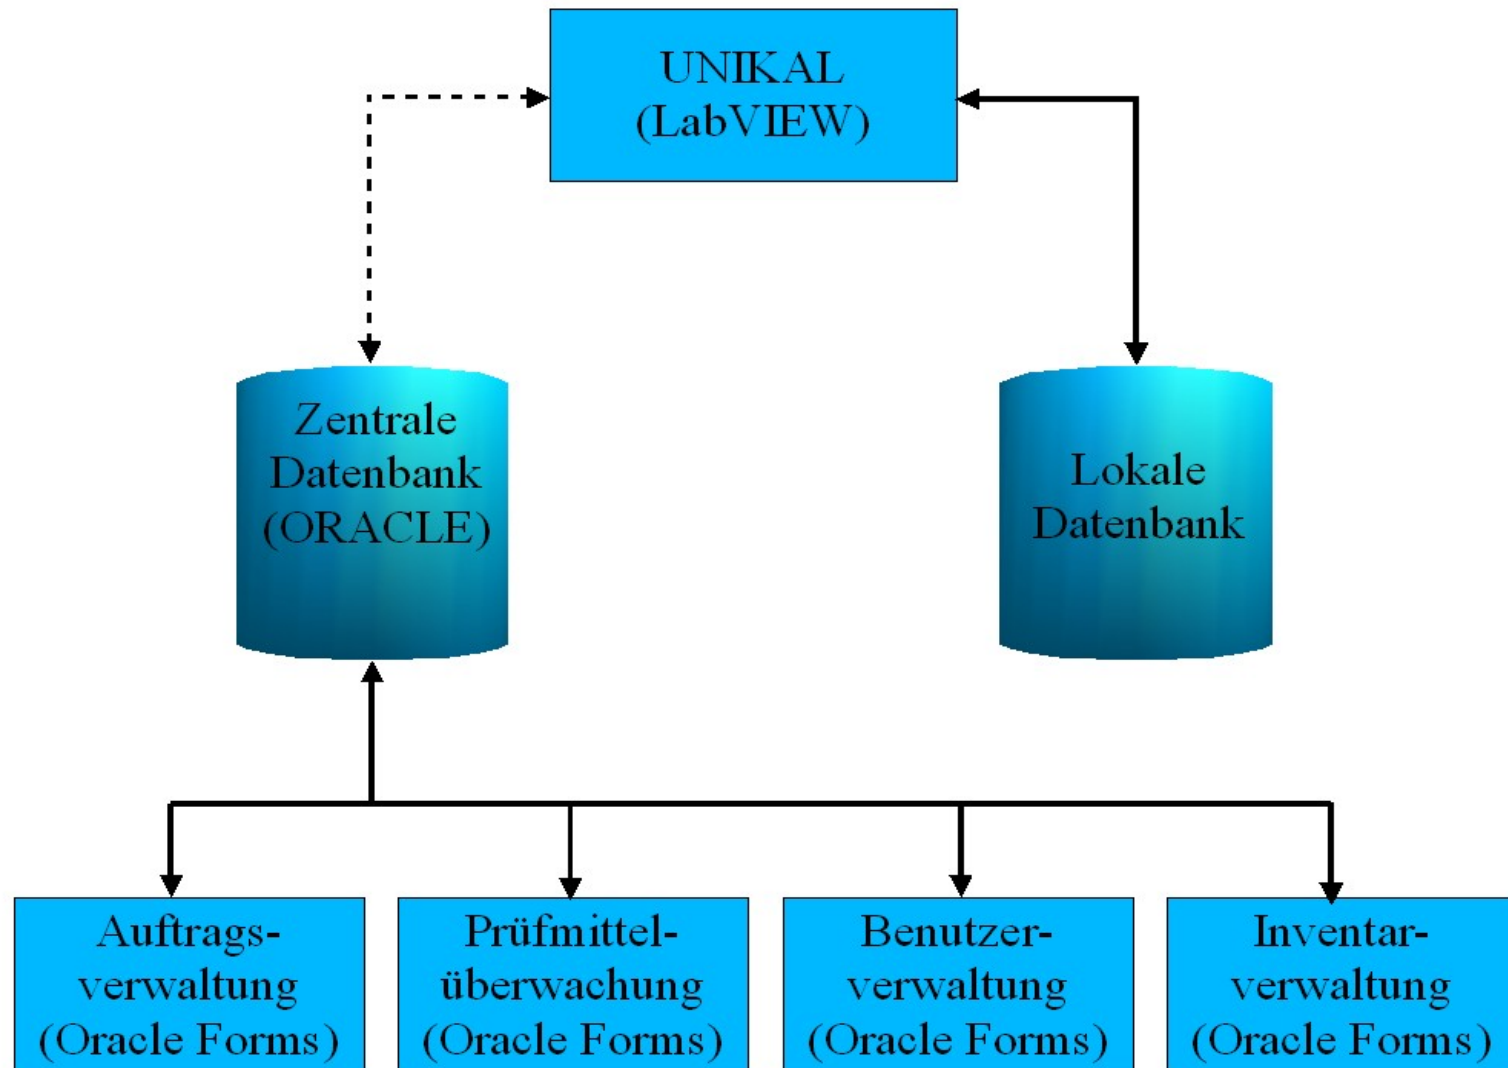 UNIKAL
(LabVIEW)
Zentrale
Datenbank
(ORACLE)
Lokale
Datenbank
Auftrags-
verwaltung
(Oracle Forms)
Prüfmittel-
überwachung
(Oracle Forms)
Benutzer-
verwaltung
(Oracle Forms)
Inventar-
verwaltung
(Oracle Forms)